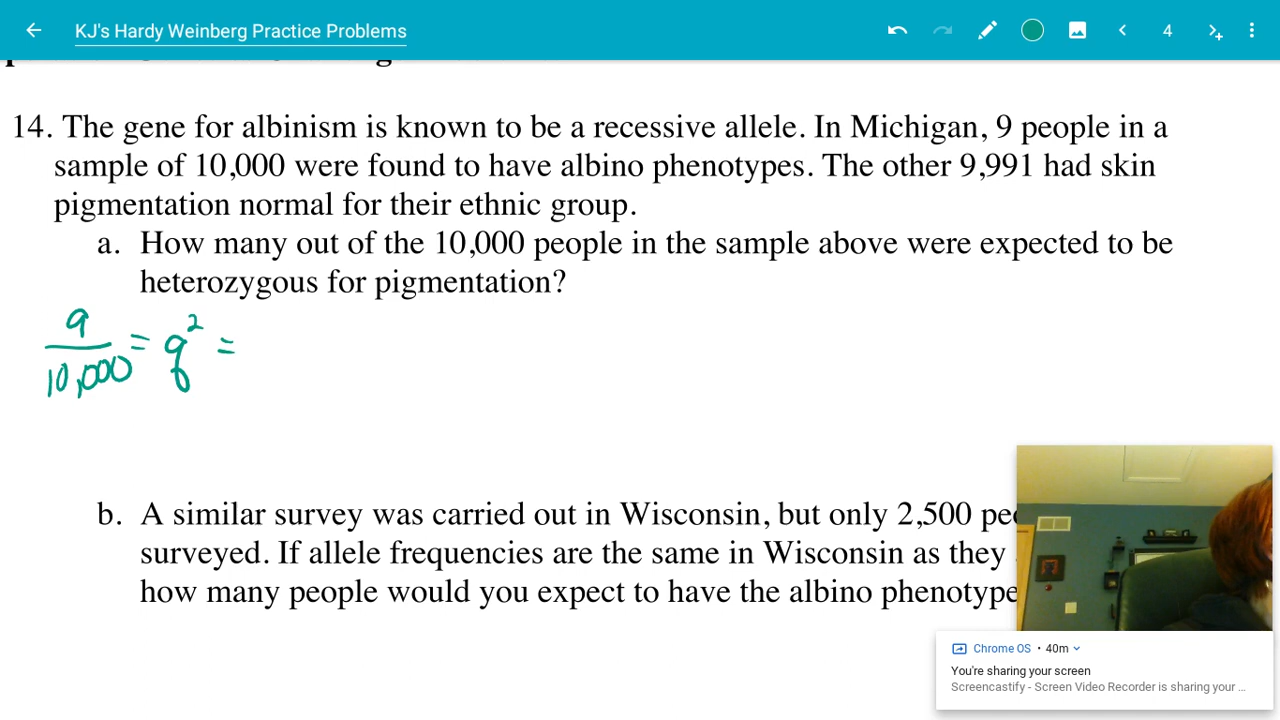 KJ's Hardy Weinberg Practice Problems
4
14. The gene for albinism is known to be a recessive allele. In Michigan, 9 people in a
sample of 10,000 were found to have albino phenotypes. The other 9,991 had skin
pigmentation normal for their ethnic group.
a. How many out of the 10,000 people in the sample above were expected to be
heterozygous for pigmentation?
9
10,000 = q² =
b. A similar survey was carried out in Wisconsin, but only 2,500
surveyed. If allele frequencies are the same in Wisconsin as they
how many people would you expect to have the albino phenotype
Chrome OS • 40m
You're sharing your screen
Screencastify - Screen Video Recorder is sharing your ...